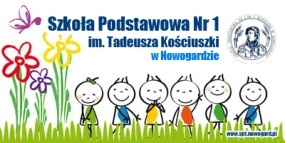 Szkoła Podstawowa Nr 1
im. Tadeusza Kościuszki
w Nowogardzie
www.sp1.nowogard.pl